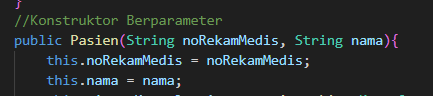 }
//Konstruktor Berparameter
public Pasien(String noRekamMedis, String nama){
this.noRekamMedis = noRekamMedis;
this.nama = nama;